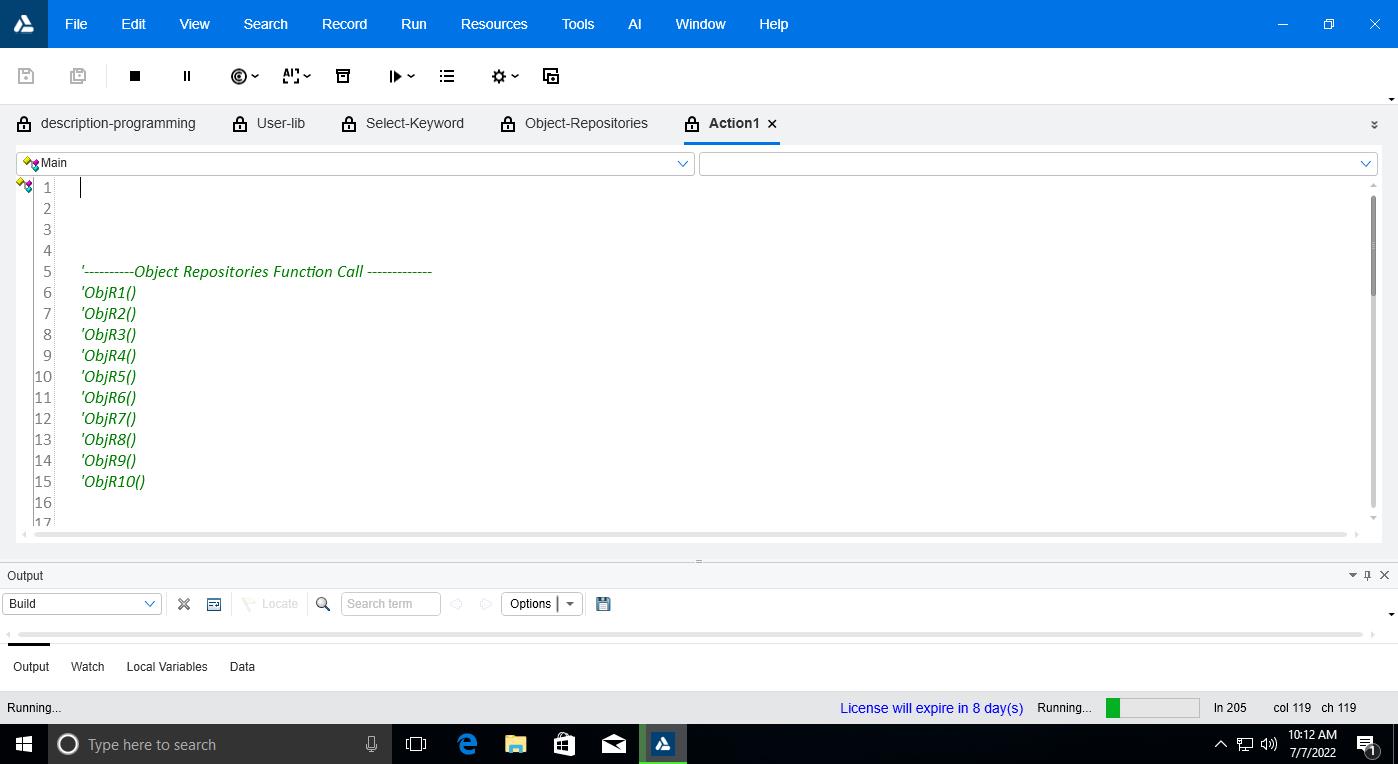 File Edit View Search Record Run Resources Tools AI Window Help
AI
description-programming User-lib Select-Keyword Object-Repositories Action1
Main
1
2
3
4
5 '----------Object Repositories Function Call -------------
6 'ObjR1()
7 'ObjR2()
8 'ObjR3()
9 'ObjR4()
10 'ObjR5()
11 'ObjR6()
12 'ObjR7()
13 'ObjR8()
14 'ObjR9()
15 'ObjR10()
16
17
Output
Build Locate Search term Options
Output Watch Local Variables Data
Running... License will expire in 8 day(s) Running... ln 205 col 119 ch 119
Type here to search 10:12 AM
7/7/2022 1